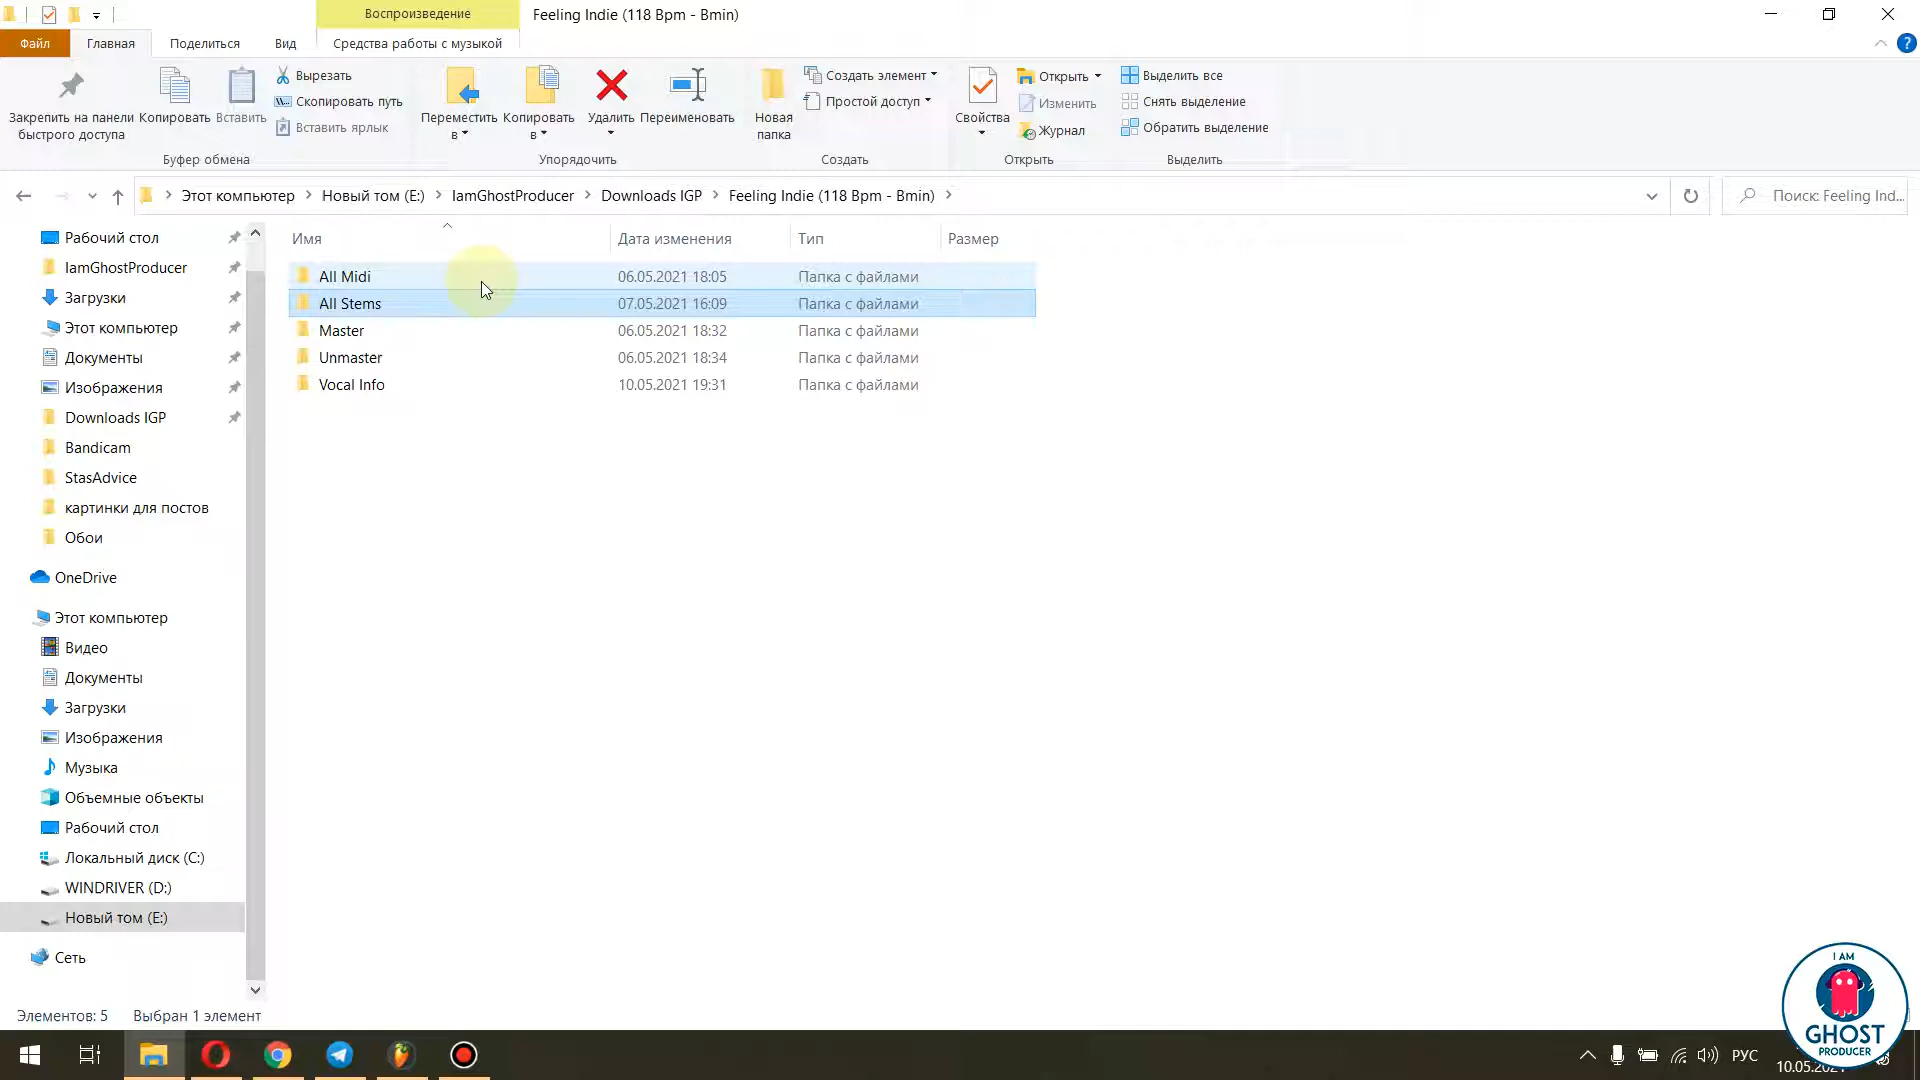 Воспроизведение
Feeling Indie (118 Bpm - Bmin)
Файл
Главная
Поделиться
Вид
Средства работы с музыкой
Закрепить на панели
быстрого доступа
Копировать
Вставить
Вырезать
Скопировать путь
Вставить ярлык
Буфер обмена
Переместить
в
Копировать
в
Удалить
Переименовать
Упорядочить
Новая
папка
Создать элемент
Простой доступ
Создать
Свойства
Открыть
Изменить
Журнал
Открыть
Выделить все
Снять выделение
Обратить выделение
Выделить
Этот компьютер
Новый том (E:)
IamGhostProducer
Downloads IGP
Feeling Indie (118 Bpm - Bmin)
Поиск: Feeling Ind...
Рабочий стол
IamGhostProducer
Загрузки
Этот компьютер
Документы
Изображения
Downloads IGP
Bandicam
StasAdvice
картинки для постов
Обои
OneDrive
Этот компьютер
Видео
Документы
Загрузки
Изображения
Музыка
Объемные объекты
Рабочий стол
Локальный диск (C:)
WINDRIVER (D:)
Новый том (E:)
Сеть
Имя Дата изменения Тип Размер
All Midi 06.05.2021 18:05 Папка с файлами
All Stems 07.05.2021 16:09 Папка с файлами
Master 06.05.2021 18:32 Папка с файлами
Unmaster 06.05.2021 18:34 Папка с файлами
Vocal Info 10.05.2021 19:31 Папка с файлами
Элементов: 5 Выбран 1 элемент
РУС
I AM
GHOST
PRODUCER